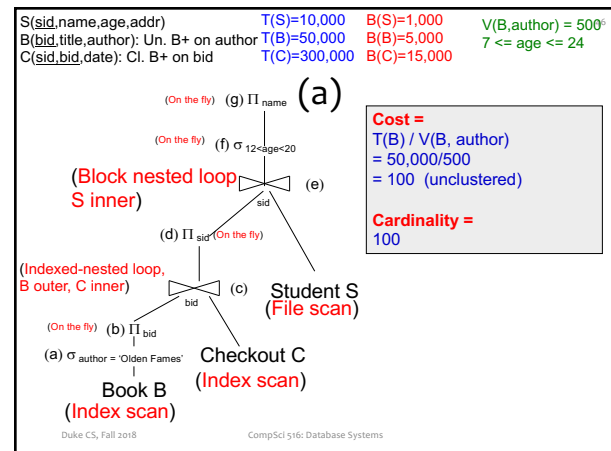 S(sid,name,age,addr)
B(bid,title,author): Un. B+ on author
C(sid,bid,date): Cl. B+ on bid
T(S)=10,000
T(B)=50,000
T(C)=300,000
B(S)=1,000
B(B)=5,000
B(C)=15,000
V(B,author) = 500
7 <= age <= 24
(a)
(On the fly) (g) Π name
(On the fly) (f) σ 12<age<20
(Block nested loop
S inner)
(e)
sid
(d) Π sid (On the fly)
(Indexed-nested loop,
B outer, C inner)
(c)
bid
Student S
(File scan)
(On the fly) (b) Π bid
(a) σ author = 'Olden Fames'
Checkout C
(Index scan)
Book B
(Index scan)
Cost =
T(B) / V(B, author)
= 50,000/500
= 100 (unclustered)
Cardinality =
100
Duke CS, Fall 2018
CompSci 516: Database Systems